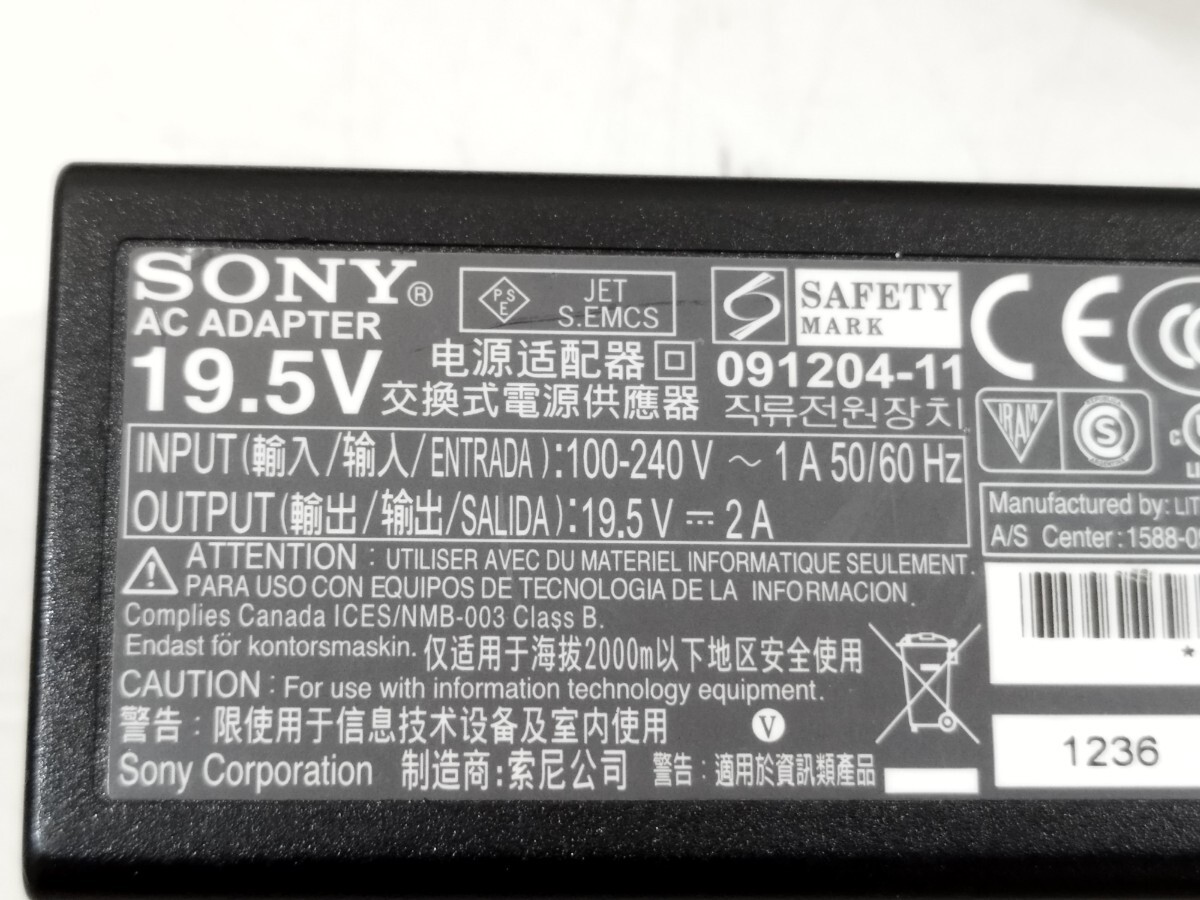 SONY®
AC ADAPTER
19.5V
PSE
JET
S.EMCS
电源适配器
交換式電源供應器
SAFETY
MARK
091204-11
직류전원장치
CE
INPUT(輸入/输入/ENTRADA):100-240 V ～ 1 A 50/60 Hz
OUTPUT(輸出/输出/SALIDA):19.5 V ⎓ 2 A
IRAM
S
Manufactured by:
A/S Center:1588-
ATTENTION : UTILISER AVEC DU MATERIEL INFORMATIQUE SEULEMENT.
PARA USO CON EQUIPOS DE TECNOLOGIA DE LA INFORMACION.
Complies Canada ICES/NMB-003 Class B.
Endast för kontorsmaskin. 仅适用于海拔2000m以下地区安全使用
CAUTION : For use with information technology equipment.
警告 : 限使用于信息技术设备及室内使用
V
Sony Corporation 制造商:索尼公司 警告 : 適用於資訊類產品
*
1236